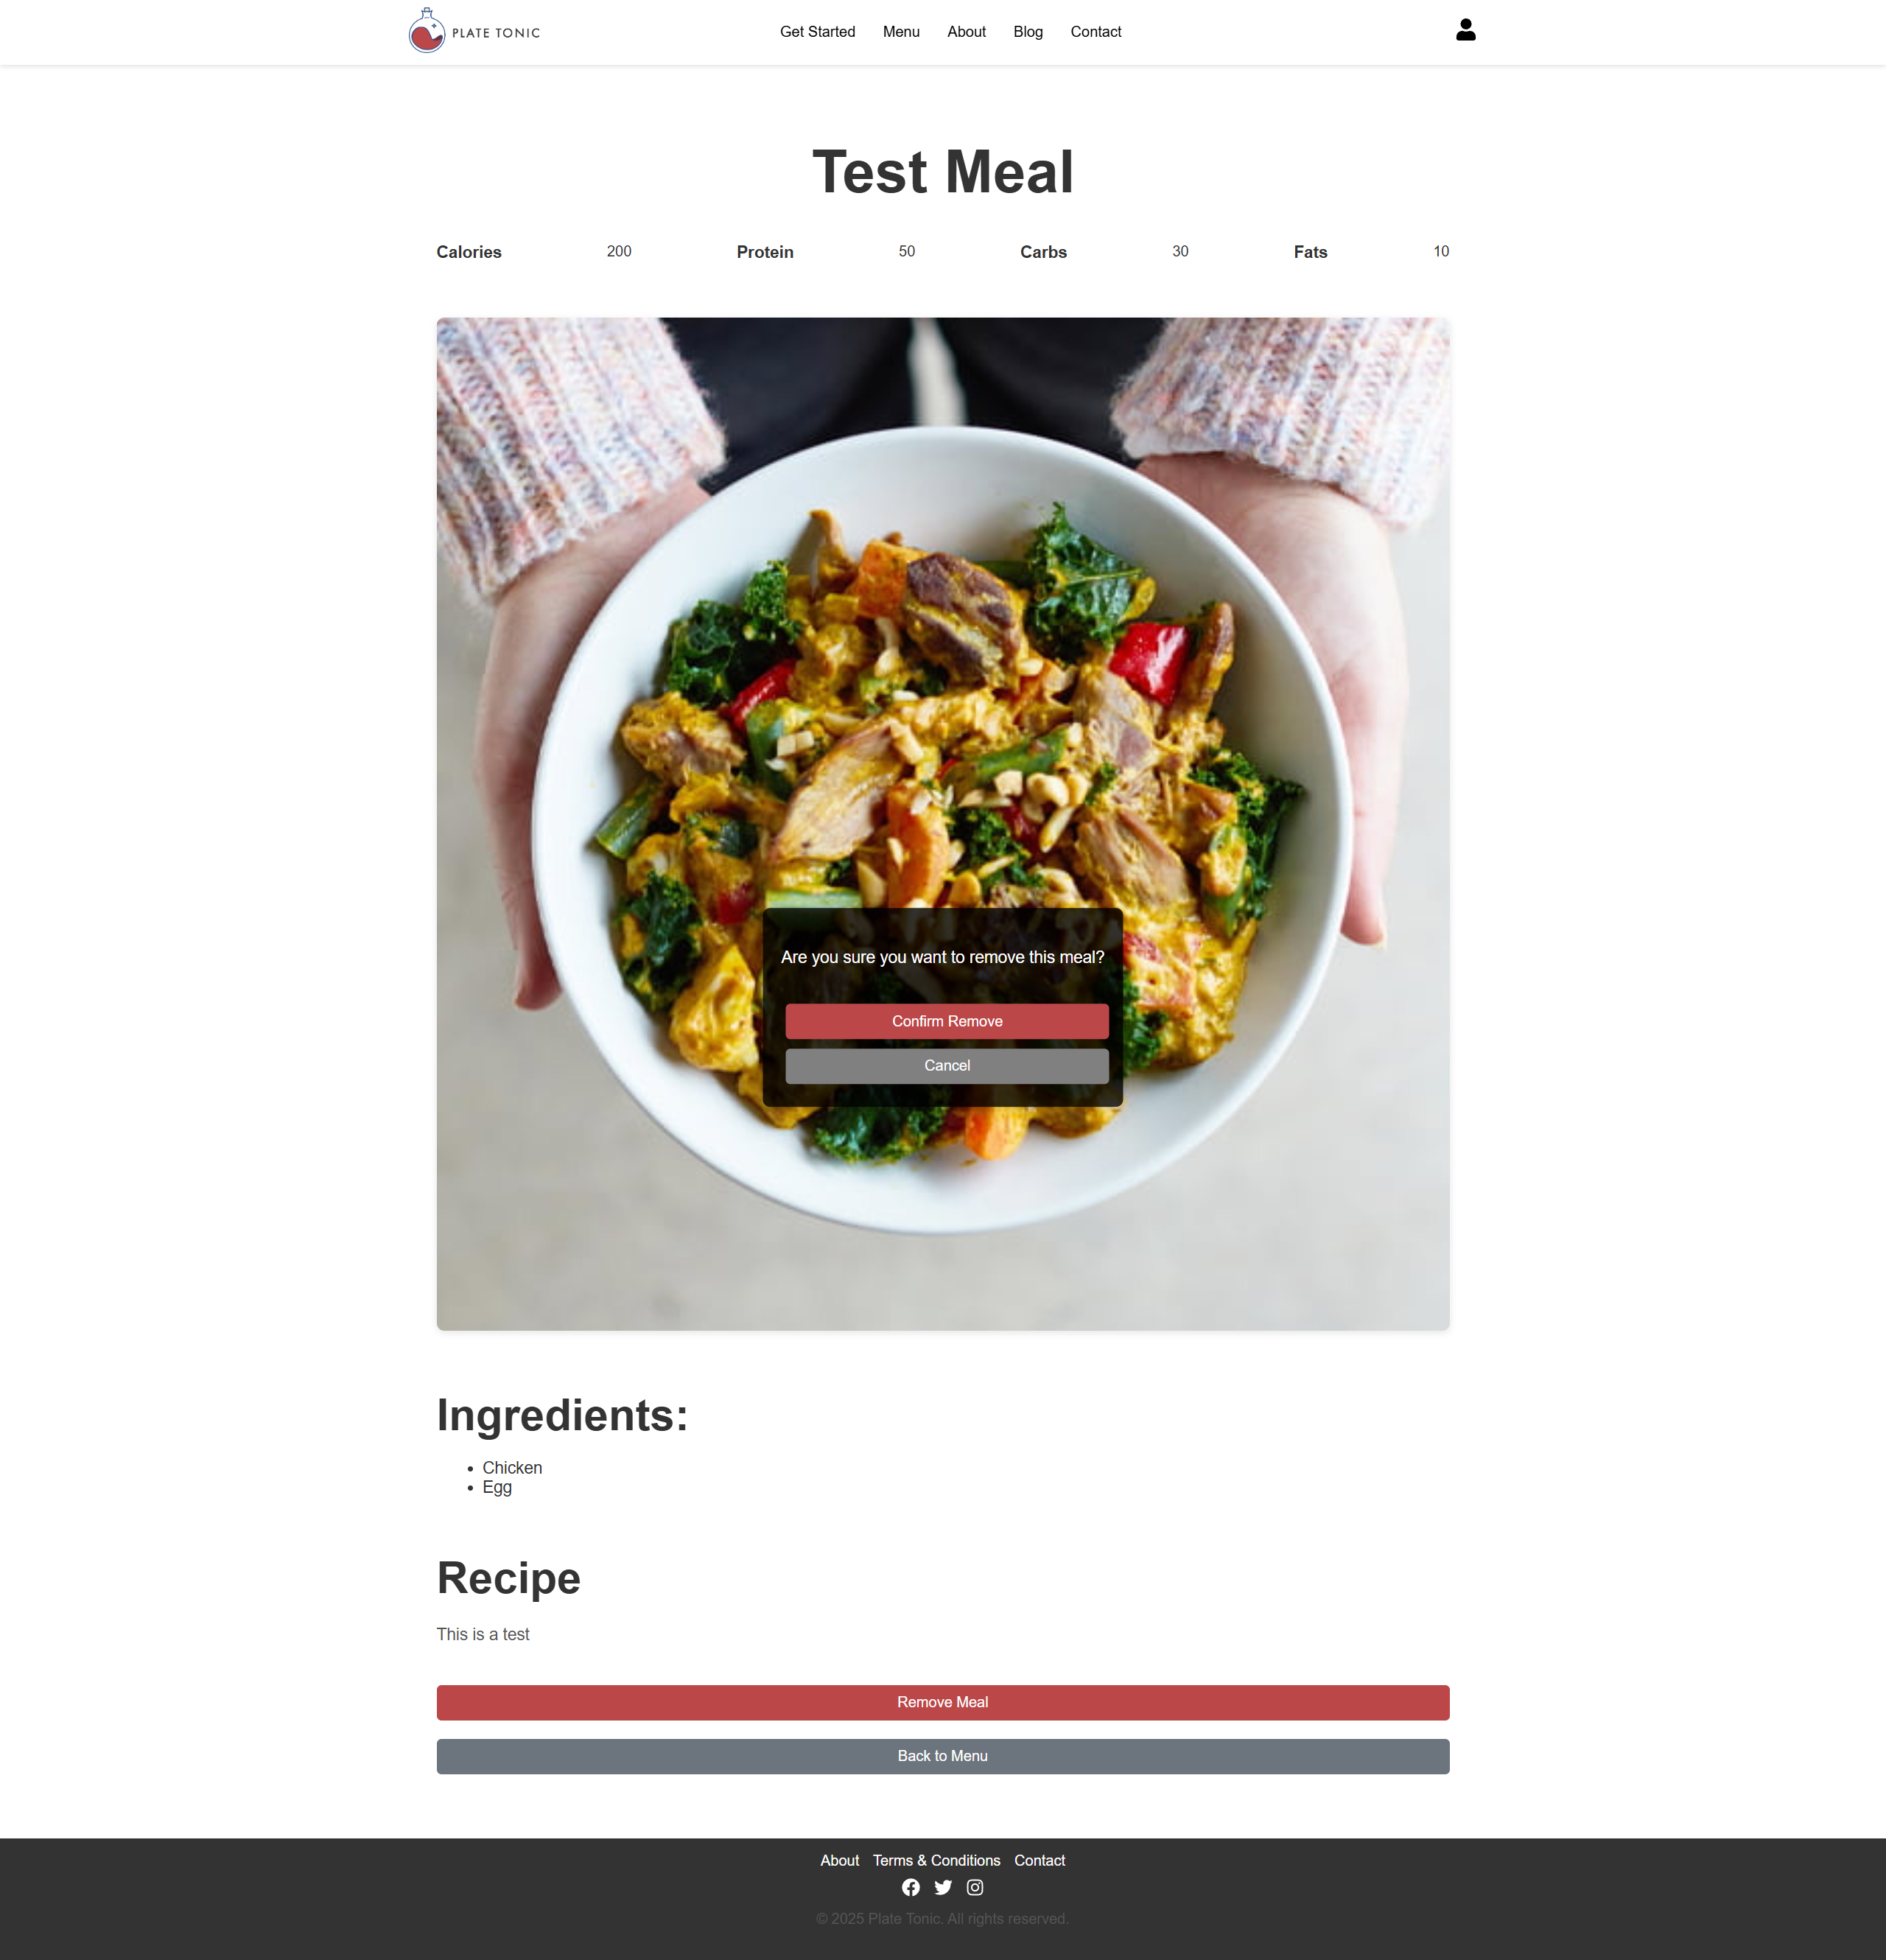 PLATE TONIC
Get Started Menu About Blog Contact
Test Meal
Calories 200 Protein 50 Carbs 30 Fats 10
Are you sure you want to remove this meal?
Confirm Remove
Cancel
Ingredients:
Chicken
Egg
Recipe
This is a test
Remove Meal
Back to Menu
About Terms & Conditions Contact
© 2025 Plate Tonic. All rights reserved.